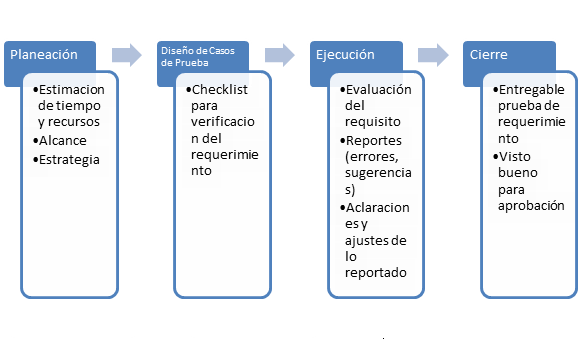 Planeación
•Estimacion
de tiempo
y recursos
•Alcance
•Estrategia
Diseño de Casos
de Prueba
•Checklist
para
verificacio
n del
requerimie
nto
Ejecución
•Evaluación
del
requisito
•Reportes
(errores,
sugerencia
s)
•Aclaracion
es y
ajustes de
lo
reportado
Cierre
•Entregable
prueba de
requerimie
nto
•Visto
bueno
para
aprobación